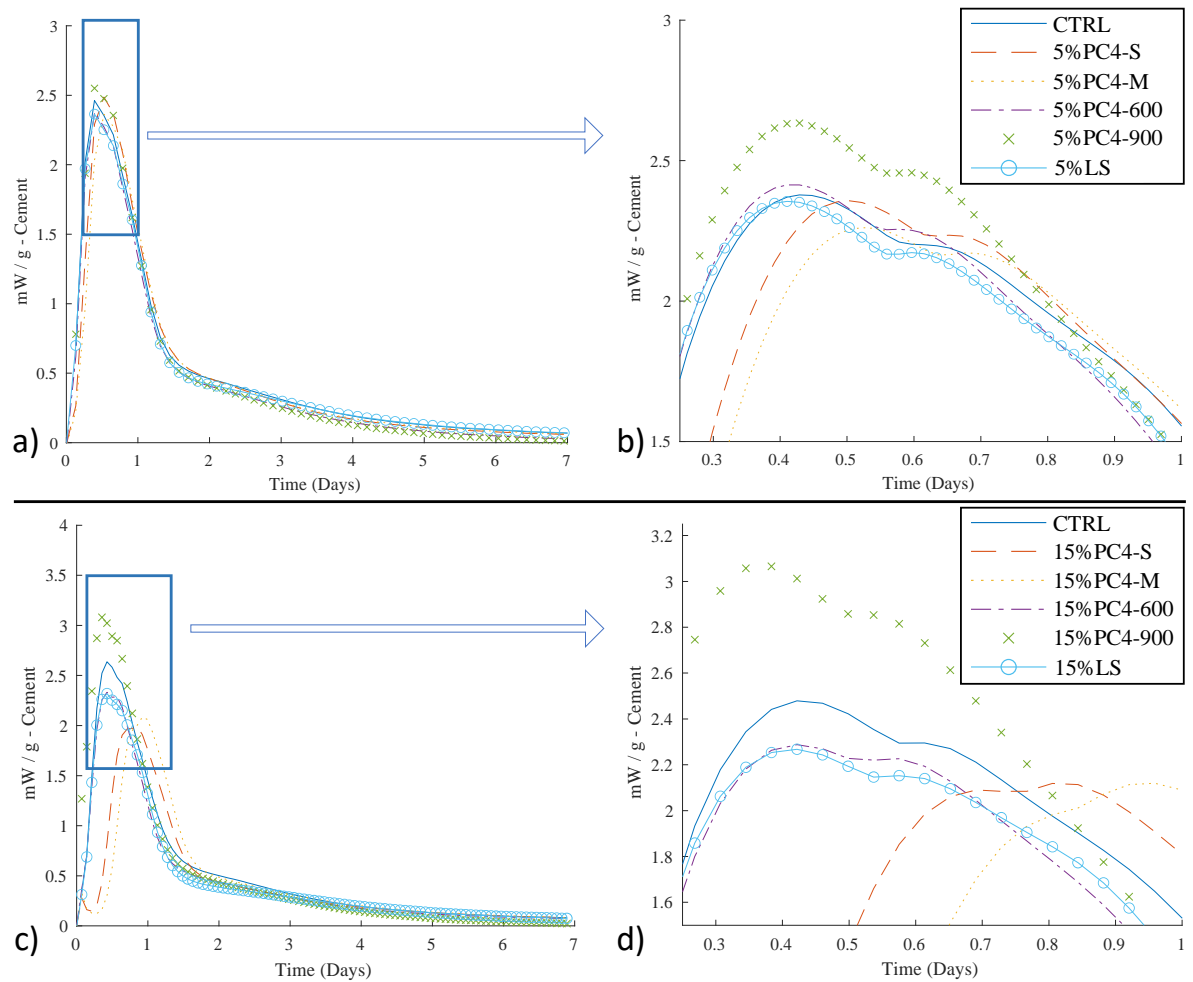 3
2.5
2
1.5
1
0.5
0
mW / g - Cement
0 1 2 3 4 5 6 7
Time (Days)
a)
3
2.5
2
1.5
mW / g - Cement
0.3 0.4 0.5 0.6 0.7 0.8 0.9 1
Time (Days)
b)
CTRL
5%PC4-S
5%PC4-M
5%PC4-600
5%PC4-900
5%LS
4
3.5
3
2.5
2
1.5
1
0.5
0
mW / g - Cement
0 1 2 3 4 5 6 7
Time (Days)
c)
3.2
3
2.8
2.6
2.4
2.2
2
1.8
1.6
mW / g - Cement
0.3 0.4 0.5 0.6 0.7 0.8 0.9 1
Time (Days)
d)
CTRL
15%PC4-S
15%PC4-M
15%PC4-600
15%PC4-900
15%LS